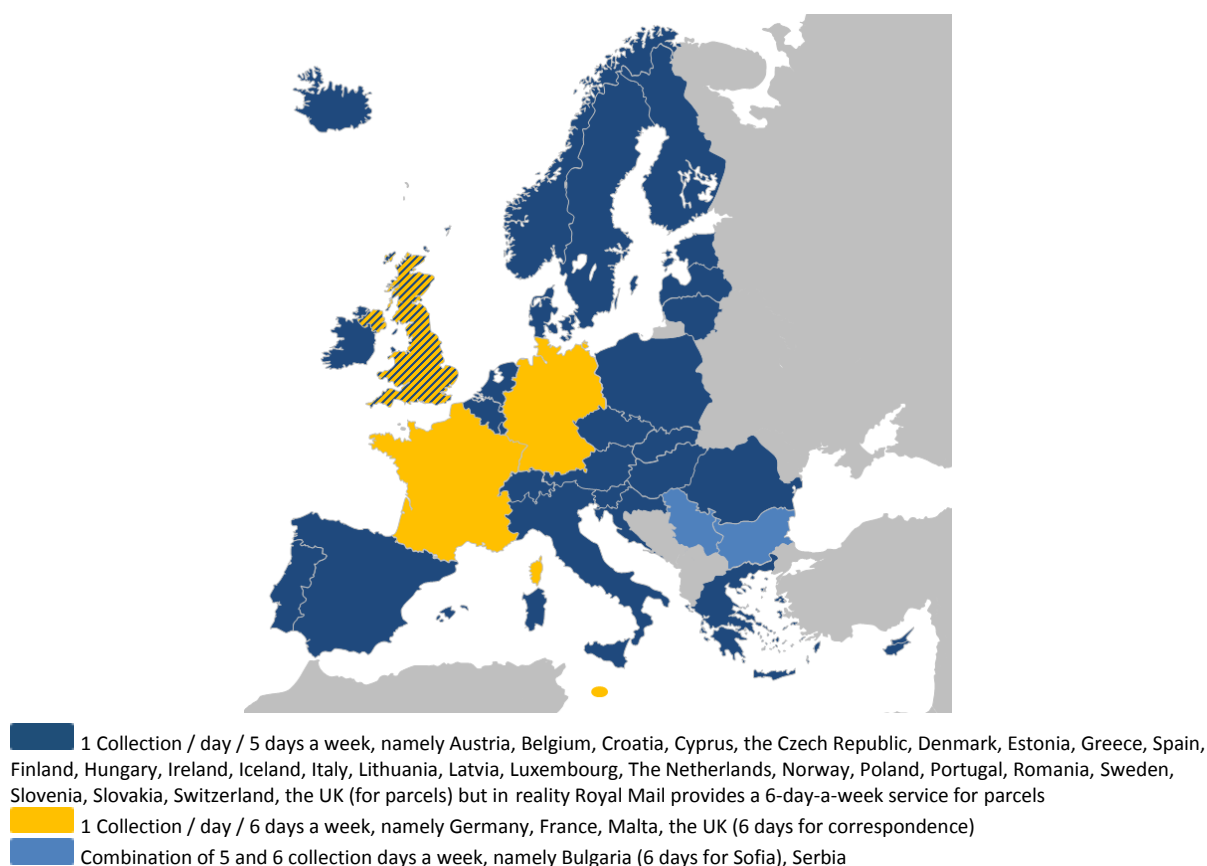 1 Collection / day / 5 days a week, namely Austria, Belgium, Croatia, Cyprus, the Czech Republic, Denmark, Estonia, Greece, Spain,
Finland, Hungary, Ireland, Iceland, Italy, Lithuania, Latvia, Luxembourg, The Netherlands, Norway, Poland, Portugal, Romania, Sweden,
Slovenia, Slovakia, Switzerland, the UK (for parcels) but in reality Royal Mail provides a 6-day-a-week service for parcels
1 Collection / day / 6 days a week, namely Germany, France, Malta, the UK (6 days for correspondence)
Combination of 5 and 6 collection days a week, namely Bulgaria (6 days for Sofia), Serbia